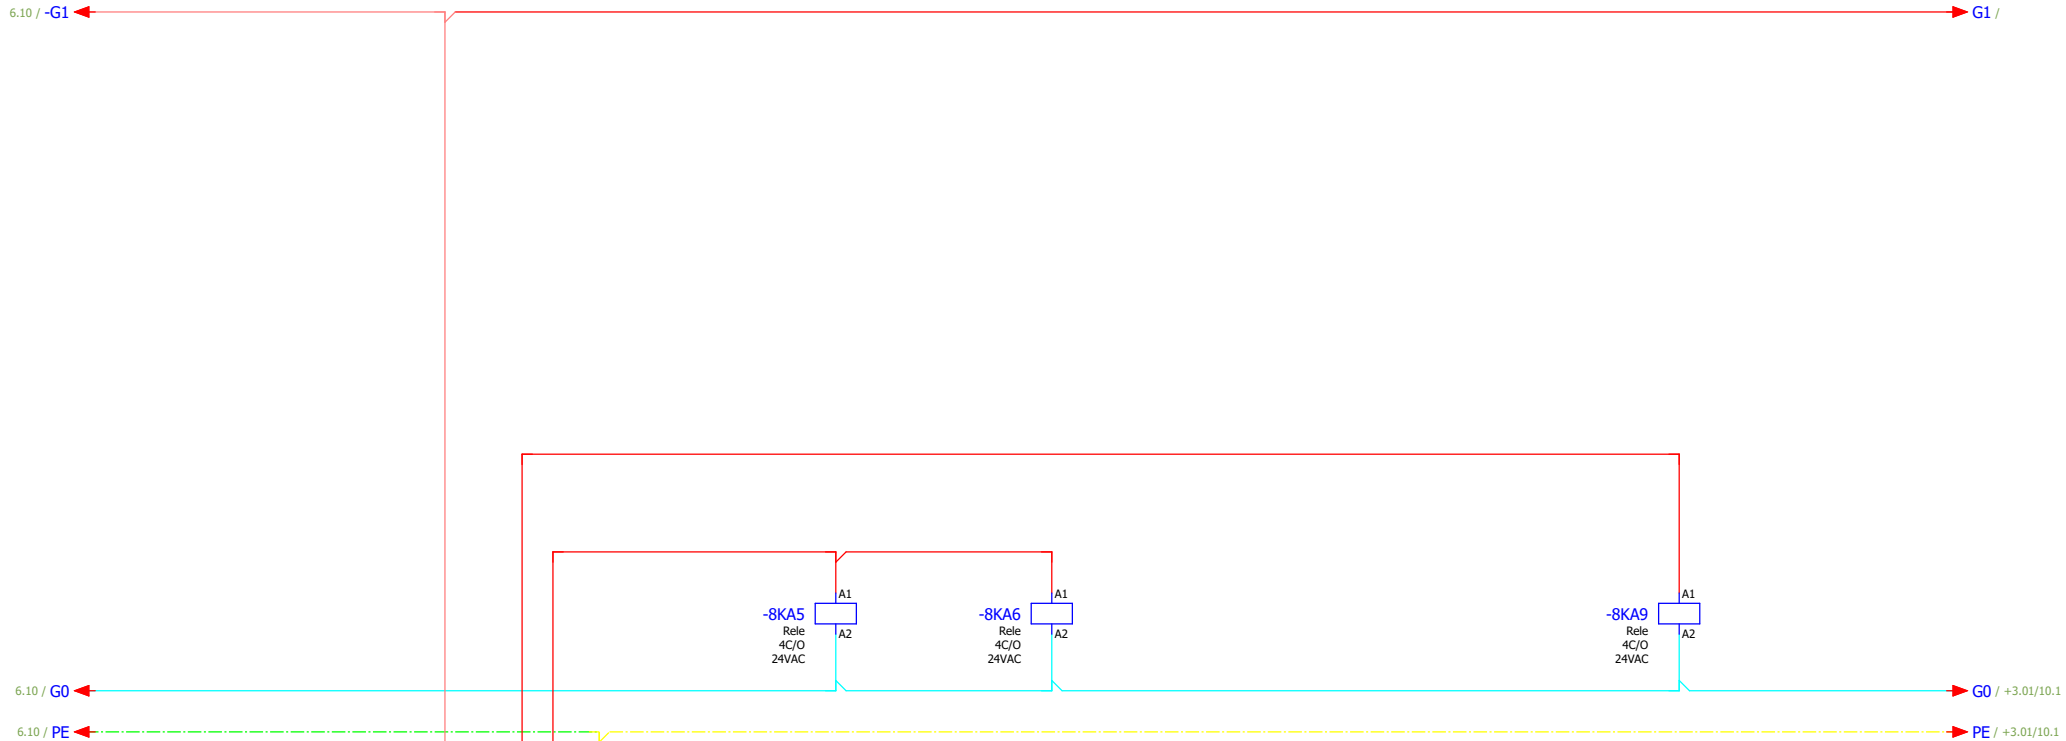 6.10 / -G1
G1 /
A1
-8KA5
Rele
4C/O
24VAC
A2
A1
-8KA6
Rele
4C/O
24VAC
A2
A1
-8KA9
Rele
4C/O
24VAC
A2
6.10 / G0
G0 / +3.01/10.1
6.10 / PE
PE / +3.01/10.1